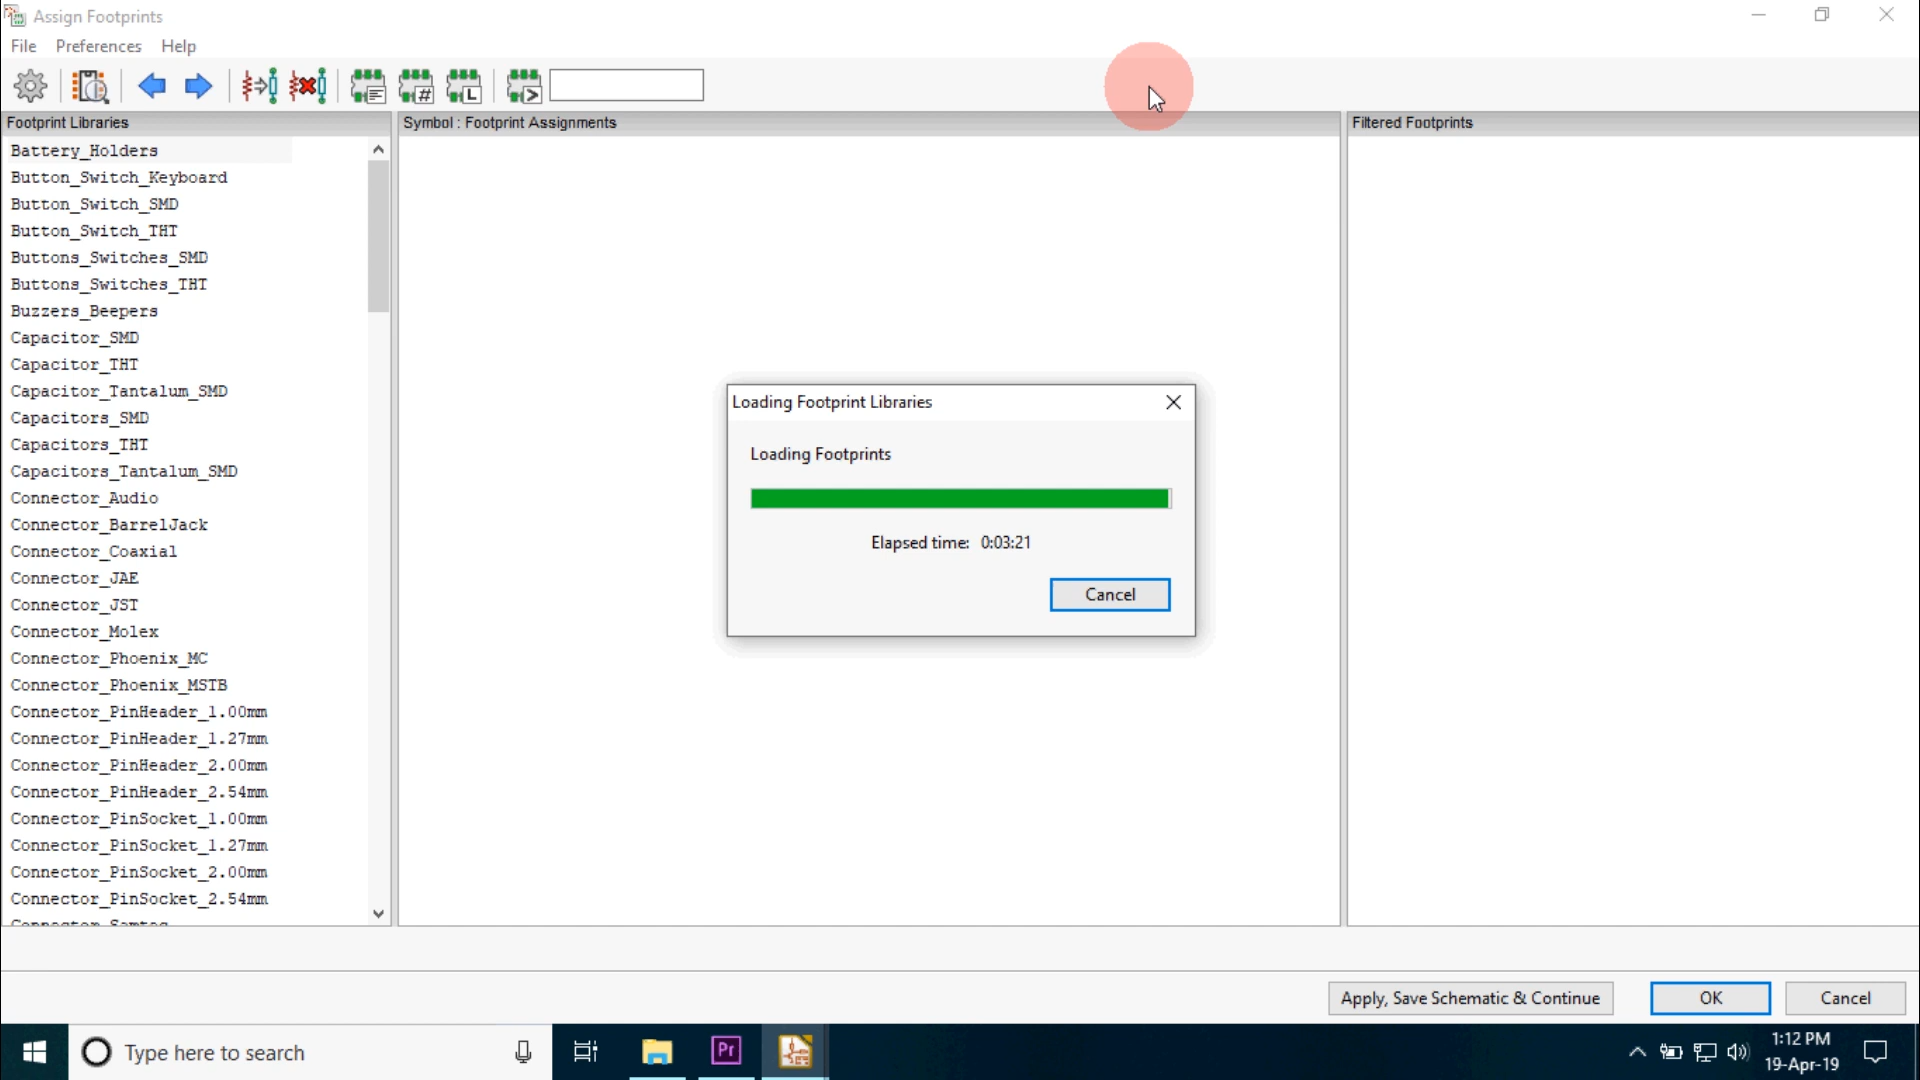 Assign Footprints
File Preferences Help
Footprint Libraries
Symbol : Footprint Assignments
Filtered Footprints
Battery_Holders
Button_Switch_Keyboard
Button_Switch_SMD
Button_Switch_THT
Buttons_Switches_SMD
Buttons_Switches_THT
Buzzers_Beepers
Capacitor_SMD
Capacitor_THT
Capacitor_Tantalum_SMD
Capacitors_SMD
Capacitors_THT
Capacitors_Tantalum_SMD
Connector_Audio
Connector_BarrelJack
Connector_Coaxial
Connector_JAE
Connector_JST
Connector_Molex
Connector_Phoenix_MC
Connector_Phoenix_MSTB
Connector_PinHeader_1.00mm
Connector_PinHeader_1.27mm
Connector_PinHeader_2.00mm
Connector_PinHeader_2.54mm
Connector_PinSocket_1.00mm
Connector_PinSocket_1.27mm
Connector_PinSocket_2.00mm
Connector_PinSocket_2.54mm
Connector_Samtec
Loading Footprint Libraries
Loading Footprints
Elapsed time: 0:03:21
Cancel
Apply, Save Schematic & Continue
OK
Cancel
Type here to search
Pr
1:12 PM
19-Apr-19